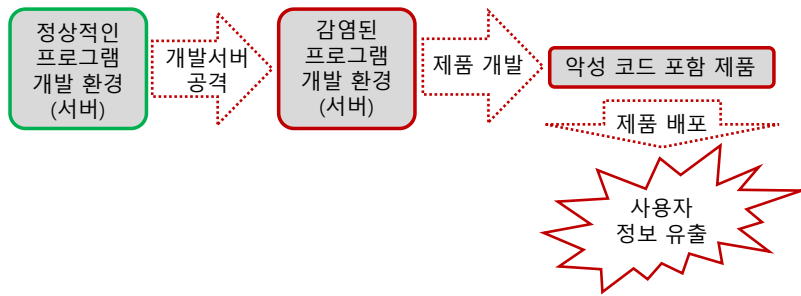 정상적인
프로그램
개발 환경
(서버)
개발서버
공격
감염된
프로그램
개발 환경
(서버)
제품 개발
악성 코드 포함 제품
제품 배포
사용자
정보 유출